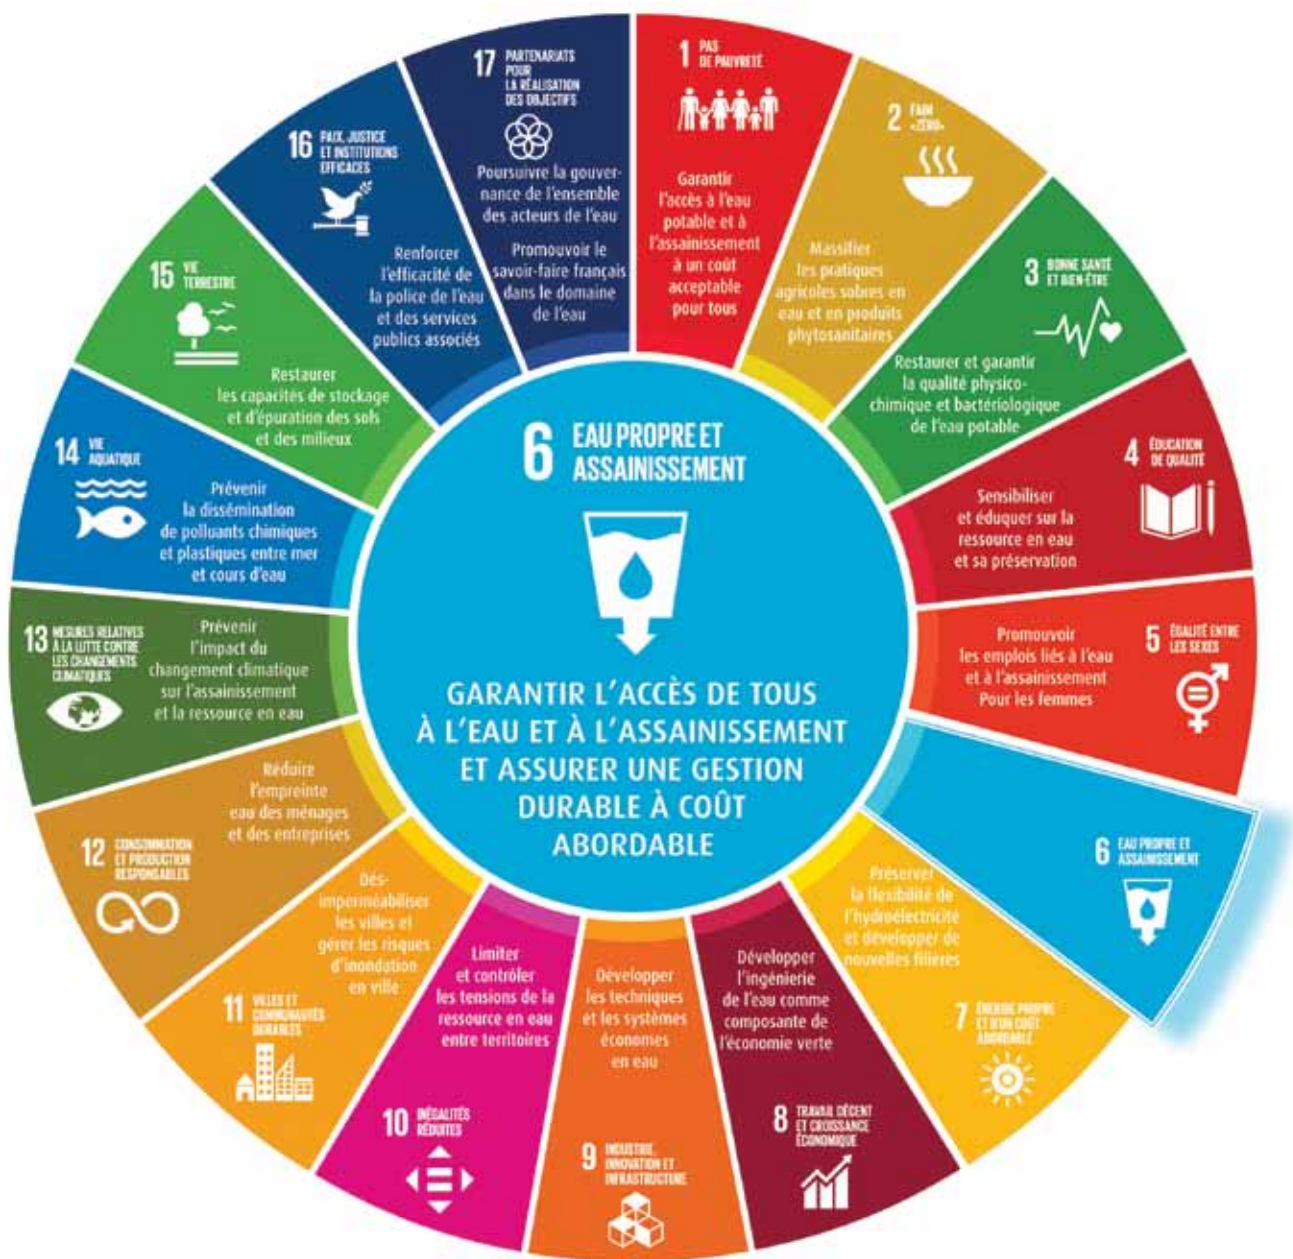 1 PAS
DE PAUVRETÉ
Garantir
l'accès à l'eau
potable et à
l'assainissement
à un coût
acceptable
pour tous
2 FAIM
«ZÉRO»
Massifier
les pratiques
agricoles sobres en
eau et en produits
phytosanitaires
3 BONNE SANTÉ
ET BIEN-ÊTRE
Restaurer et garantir
la qualité physico-
chimique et bactériologique
de l'eau potable
4 ÉDUCATION
DE QUALITÉ
Sensibiliser
et éduquer sur la
ressource en eau
et sa préservation
5 ÉGALITÉ ENTRE
LES SEXES
Promouvoir
les emplois liés à l'eau
et à l'assainissement
Pour les femmes
6 EAU PROPRE ET
ASSAINISSEMENT
7 ÉNERGIE PROPRE
ET D'UN COÛT
ABORDABLE
Préserver
la flexibilité de
l'hydroélectricité
et développer de
nouvelles filières
8 TRAVAIL DÉCENT
ET CROISSANCE
ÉCONOMIQUE
Développer
l'ingénierie
de l'eau comme
composante de
l'économie verte
9 INDUSTRIE,
INNOVATION ET
INFRASTRUCTURE
Développer
les techniques
et les systèmes
économes
en eau
10 INÉGALITÉS
RÉDUITES
Limiter
et contrôler
les tensions de la
ressource en eau
entre territoires
11 VILLES ET
COMMUNAUTÉS
DURABLES
Dés-
imperméabiliser
les villes et
gérer les risques
d'inondation
en ville
12 CONSOMMATION
ET PRODUCTION
RESPONSABLES
Réduire
l'empreinte
eau des ménages
et des entreprises
13 MESURES RELATIVES
À LA LUTTE CONTRE
LES CHANGEMENTS
CLIMATIQUES
Prévenir
l'impact du
changement climatique
sur l'assainissement
et la ressource en eau
14 VIE
AQUATIQUE
Prévenir
la dissémination
de polluants chimiques
et plastiques entre mer
et cours d'eau
15 VIE
TERRESTRE
Restaurer
les capacités de stockage
et d'épuration des sols
et des milieux
16 PAIX, JUSTICE
ET INSTITUTIONS
EFFICACES
Renforcer
l'efficacité de
la police de l'eau
et des services
publics associés
17 PARTENARIATS
POUR
LA RÉALISATION
DES OBJECTIFS
Poursuivre la gouver-
nance de l'ensemble
des acteurs de l'eau
Promouvoir le
savoir-faire français
dans le domaine
de l'eau
6 EAU PROPRE ET
ASSAINISSEMENT
GARANTIR L'ACCÈS DE TOUS
À L'EAU ET À L'ASSAINISSEMENT
ET ASSURER UNE GESTION
DURABLE À COÛT
ABORDABLE